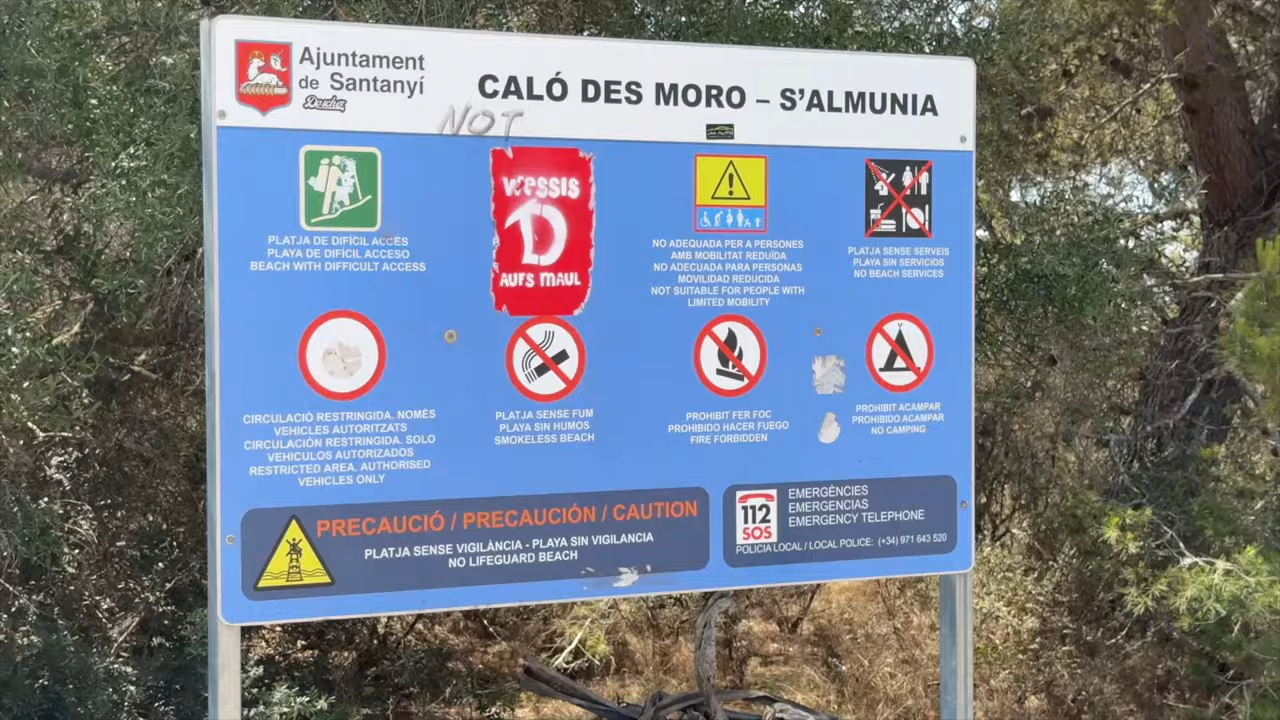 Ajuntament
de Santanyí
Duscher
CALÓ DES MORO – S'ALMUNIA
NOT
WESSIS
D
AUFS MAUL
PLATJA DE DIFÍCIL ACCÉS
PLAYA DE DIFÍCIL ACCESO
BEACH WITH DIFFICULT ACCESS
NO ADEQUADA PER A PERSONES
AMB MOBILITAT REDUÏDA
NO ADECUADA PARA PERSONAS
MOVILIDAD REDUCIDA
NOT SUITABLE FOR PEOPLE WITH
LIMITED MOBILITY
PLATJA SENSE SERVEIS
PLAYA SIN SERVICIOS
NO BEACH SERVICES
CIRCULACIÓ RESTRINGIDA. NOMÉS
VEHICLES AUTORITZATS
CIRCULACIÓN RESTRINGIDA. SOLO
VEHICULOS AUTORIZADOS
RESTRICTED AREA. AUTHORISED
VEHICLES ONLY
PLATJA SENSE FUM
PLAYA SIN HUMOS
SMOKELESS BEACH
PROHIBIT FER FOC
PROHIBIDO HACER FUEGO
FIRE FORBIDDEN
PROHIBIT ACAMPAR
PROHIBIDO ACAMPAR
NO CAMPING
PRECAUCIÓ / PRECAUCIÓN / CAUTION
PLATJA SENSE VIGILÀNCIA - PLAYA SIN VIGILANCIA
NO LIFEGUARD BEACH
112
SOS
EMERGÈNCIES
EMERGENCIAS
EMERGENCY TELEPHONE
POLICIA LOCAL / LOCAL POLICE: (+34) 971 643 520